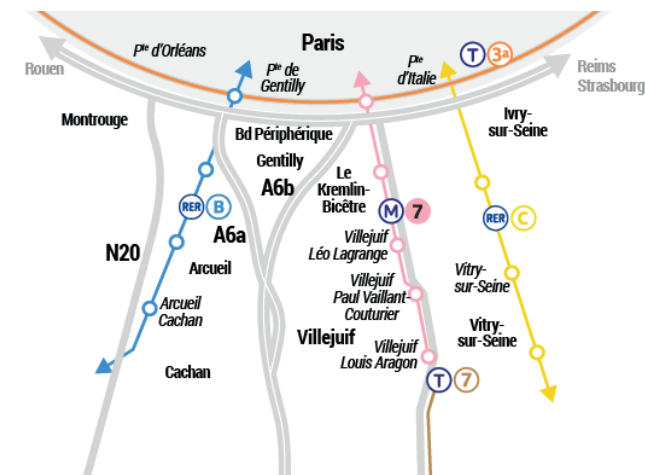 Paris
Pte d'Orléans
T 3a
Pte de
Gentilly
Pte
d'Italie
Rouen
Reims
Strasbourg
Montrouge
Bd Périphérique
Ivry-
sur-Seine
Gentilly
A6b
Le
Kremlin-
Bicêtre
RER B
M 7
RER C
A6a
N20
Villejuif
Léo Lagrange
Arcueil
Vitry-
sur-Seine
Villejuif
Paul Vaillant-
Couturier
Arcueil
Cachan
Villejuif
Vitry-
sur-Seine
Villejuif
Louis Aragon
Cachan
T 7